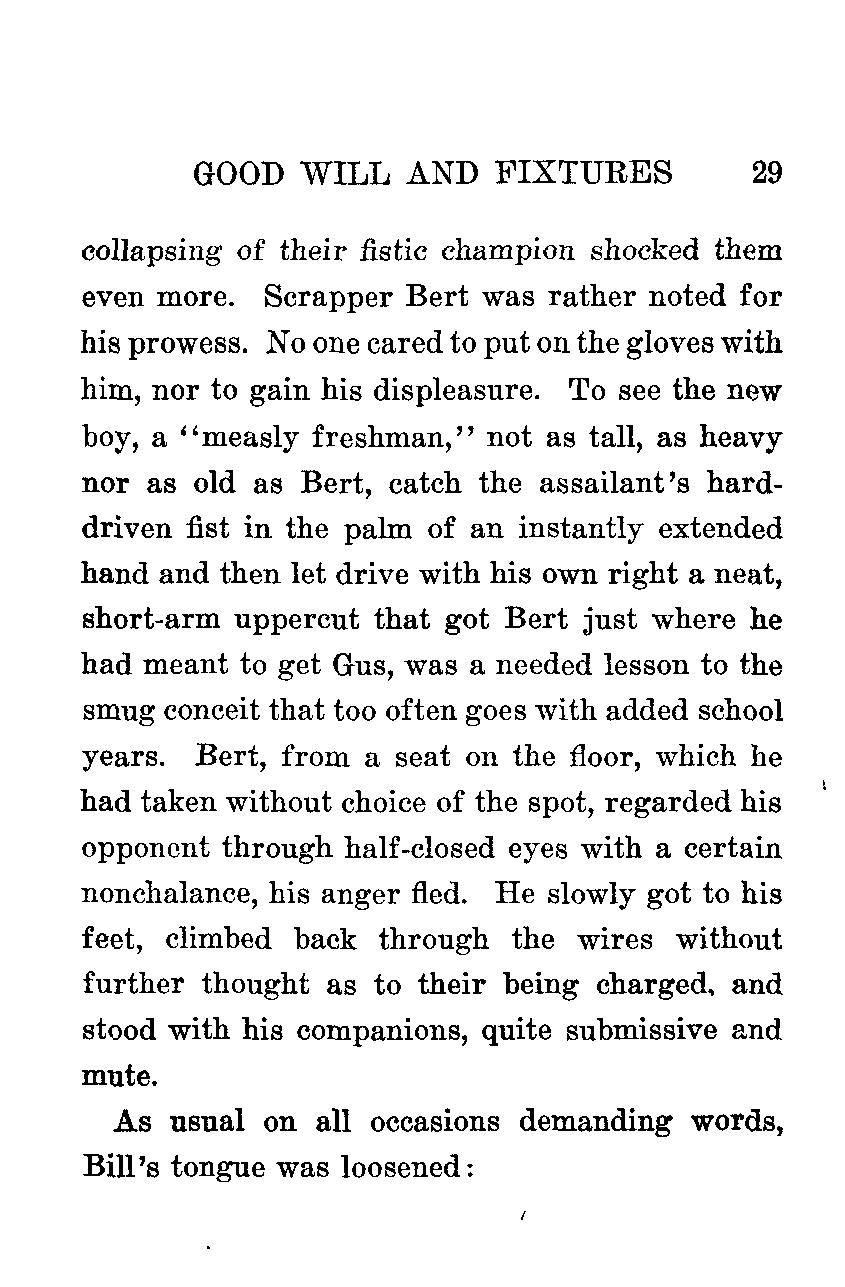 GOOD WILL AND FIXTURES 29
collapsing of their fistic champion shocked them
even more. Scrapper Bert was rather noted for
his prowess. No one cared to put on the gloves with
him, nor to gain his displeasure. To see the new
boy, a "measly freshman," not as tall, as heavy
nor as old as Bert, catch the assailant's hard-
driven fist in the palm of an instantly extended
hand and then let drive with his own right a neat,
short-arm uppercut that got Bert just where he
had meant to get Gus, was a needed lesson to the
smug conceit that too often goes with added school
years. Bert, from a seat on the floor, which he
had taken without choice of the spot, regarded his
opponent through half-closed eyes with a certain
nonchalance, his anger fled. He slowly got to his
feet, climbed back through the wires without
further thought as to their being charged, and
stood with his companions, quite submissive and
mute.
As usual on all occasions demanding words,
Bill's tongue was loosened: